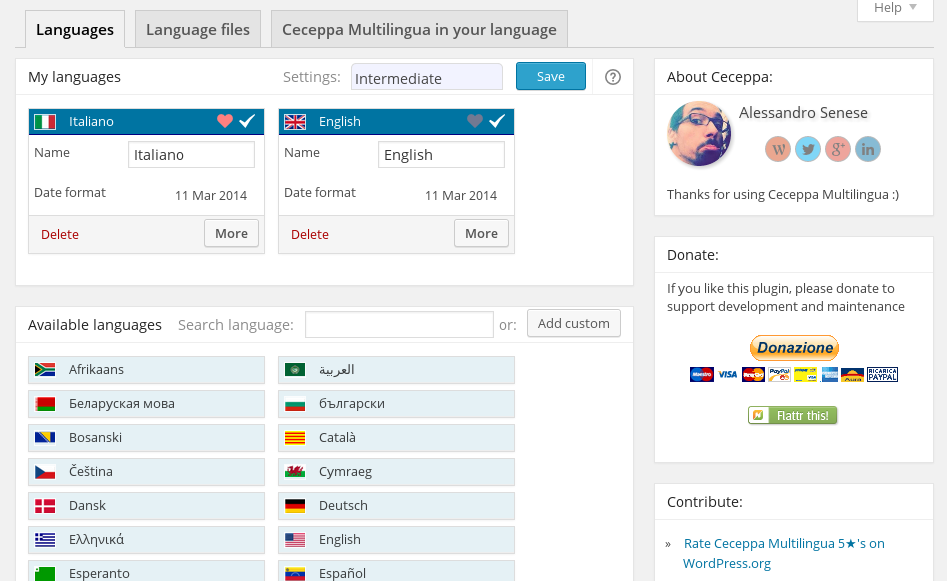 Help
Languages
Language files
Ceceppa Multilingua in your language
My languages
Settings:
Intermediate
Save
Italiano
Name
Italiano
Date format
11 Mar 2014
Delete
More
English
Name
English
Date format
11 Mar 2014
Delete
More
Available languages
Search language:
or:
Add custom
Afrikaans
العربية
Беларуская мова
български
Bosanski
Català
Čeština
Cymraeg
Dansk
Deutsch
Ελληνικά
English
Esperanto
Español
About Ceceppa:
Alessandro Senese
Thanks for using Ceceppa Multilingua :)
Donate:
If you like this plugin, please donate to
support development and maintenance
Donazione
VISA
PayPal
RICARICA
PAYPAL
Flattr this!
Contribute:
» Rate Ceceppa Multilingua 5★'s on
WordPress.org